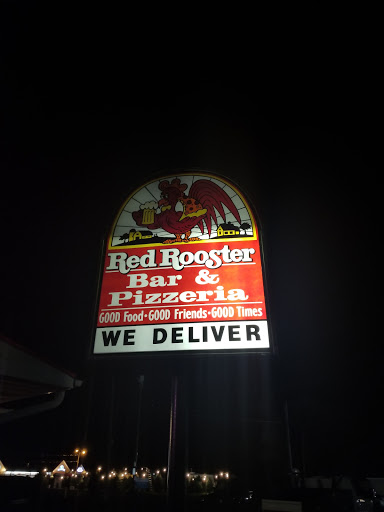 Red Rooster
Bar &
Pizzeria
GOOD Food•GOOD Friends•GOOD Times
WE DELIVER